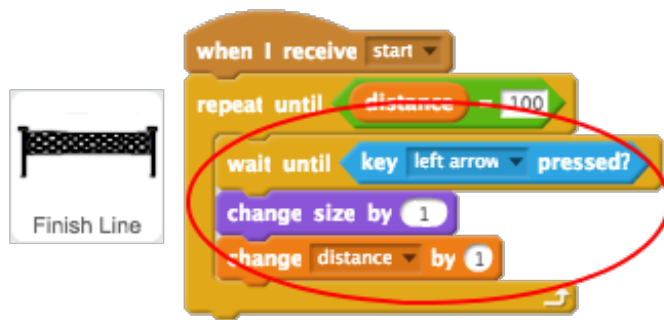 when I receive start
repeat until distance = 100
wait until key left arrow pressed?
change size by 1
change distance by 1
Finish Line